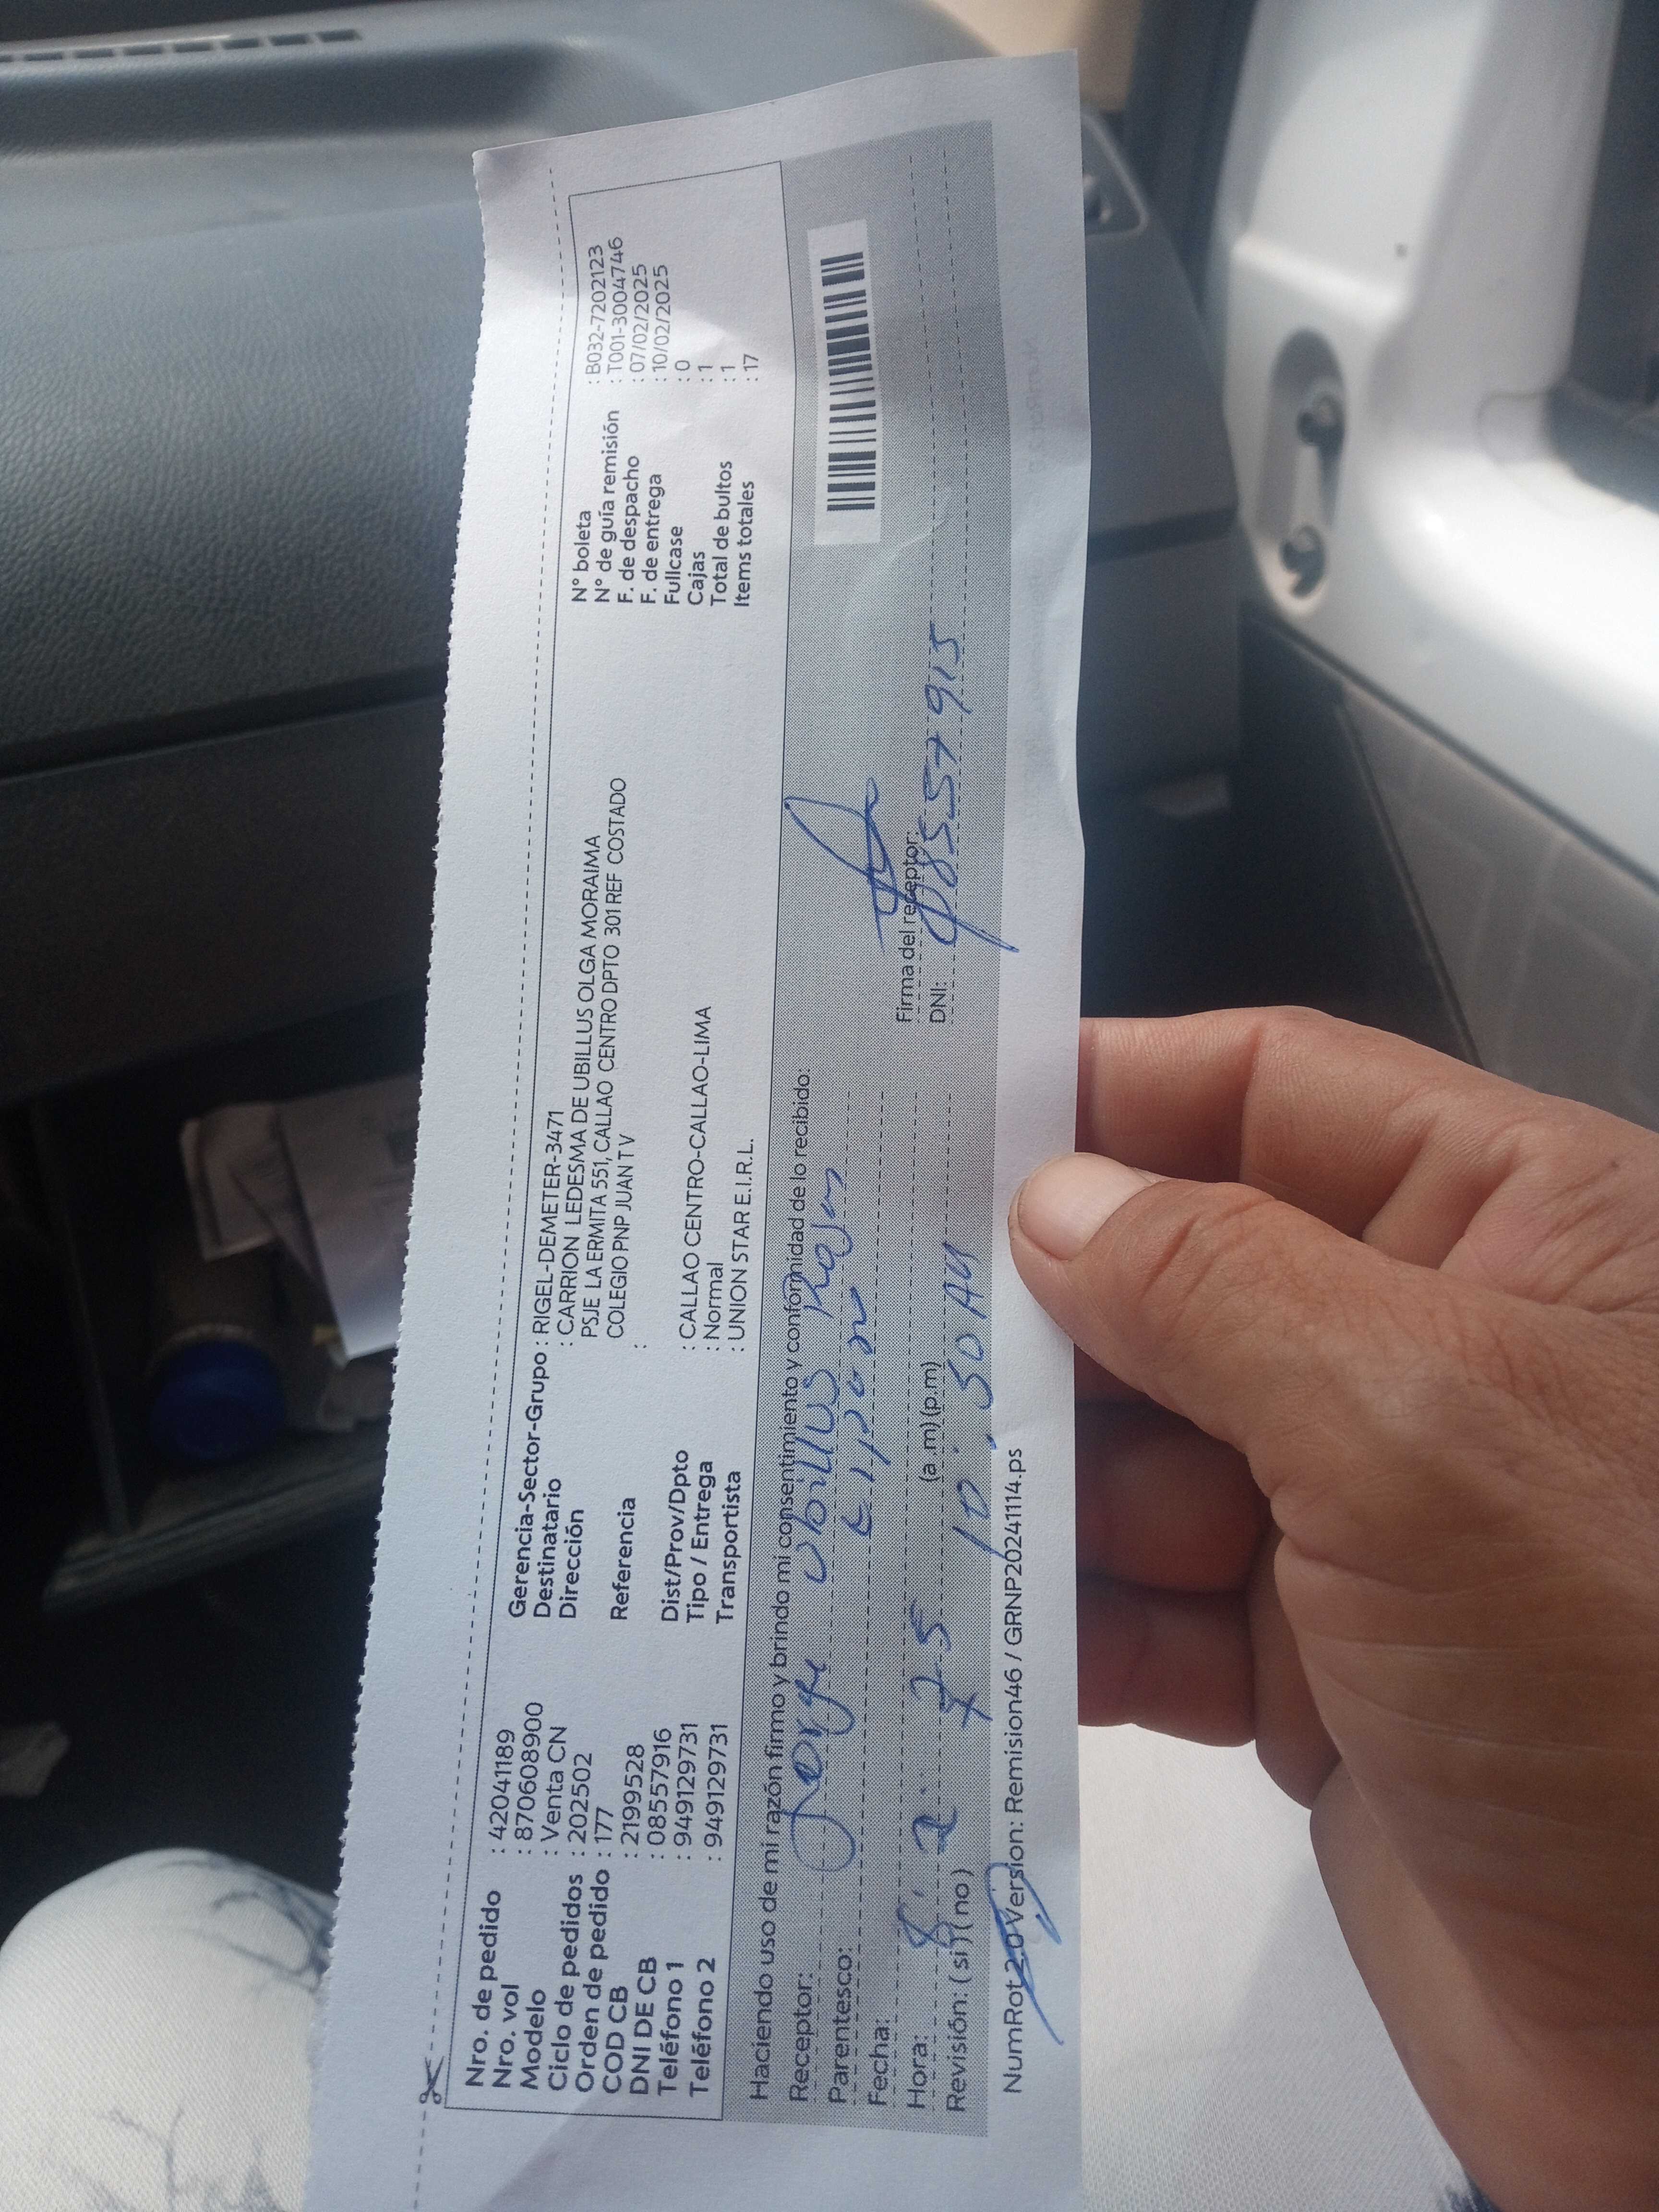 Nro. de pedido : 42041189
Nro. vol : 870608900
Modelo : Venta CN
Ciclo de pedidos : 202502
Orden de pedido : 177
COD CB : 2199528
DNI DE CB : 08557916
Teléfono 1 : 949129731
Teléfono 2 : 949129731
Gerencia-Sector-Grupo : RIGEL-DEMETER-3471
Destinatario : CARRION LEDESMA DE UBILLUS OLGA MORAIMA
Dirección PSJE LA ERMITA 551, CALLAO CENTRO DPTO 301 REF COSTADO
COLEGIO PNP JUAN T V
Referencia :
Dist/Prov/Dpto : CALLAO CENTRO-CALLAO-LIMA
Tipo / Entrega : Normal
Transportista : UNION STAR E.I.R.L.
N° boleta : B032-7202123
N° de guía remisión : T001-3004746
F. de despacho : 07/02/2025
F. de entrega : 10/02/2025
Fullcase : 0
Cajas : 1
Total de bultos : 1
Items totales : 17
Haciendo uso de mi razón firmo y brindo mi consentimiento y conformidad de lo recibido:
Receptor: Jorge Ubillus Rojas
Parentesco:
Fecha: 8 2 25
Hora: (a.m) (p.m) 10:50 AM
Revisión: (si) (no)
Firma del receptor:
DNI: 08557915
NumRot 2.0 Version: Remision46 / GRNP20241114.ps